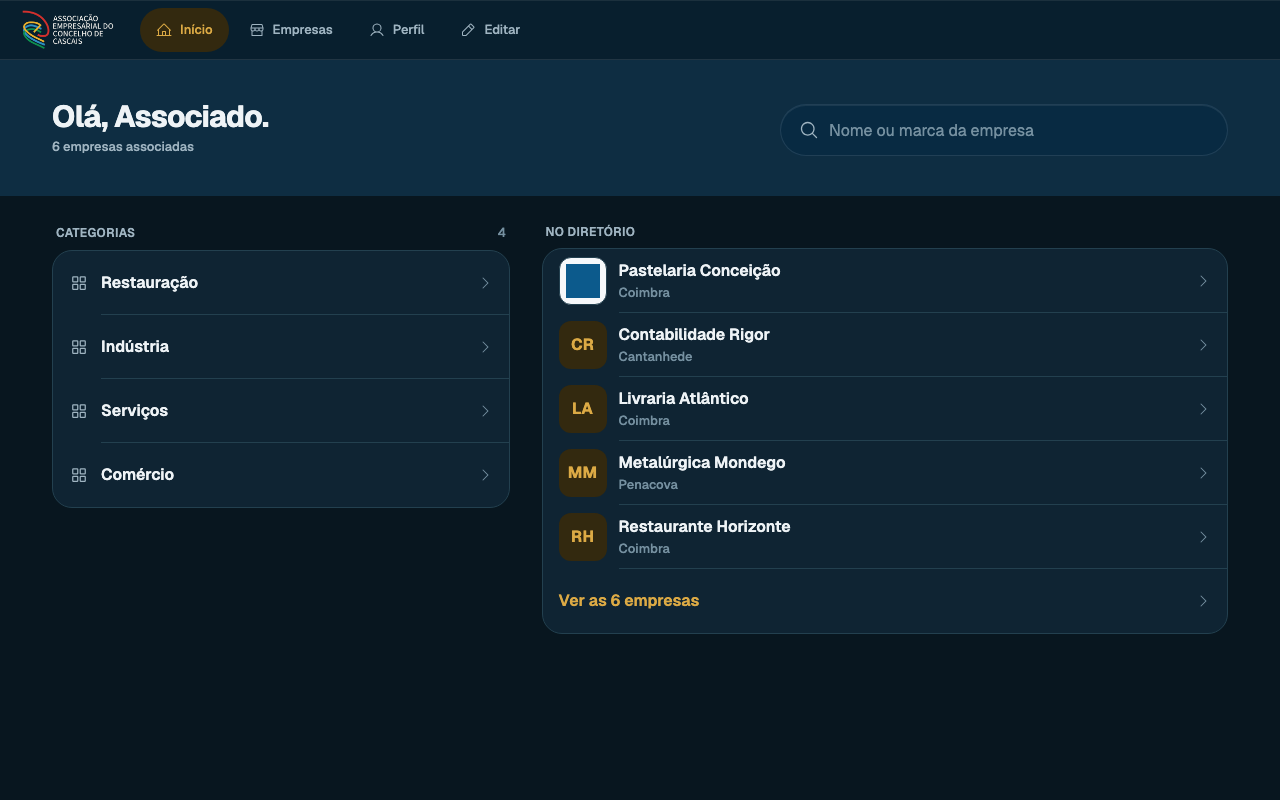 ASSOCIAÇÃO
EMPRESARIAL DO
CONCELHO DE
CASCAIS
Início
Empresas
Perfil
Editar
Olá, Associado.
6 empresas associadas
Nome ou marca da empresa
CATEGORIAS
4
Restauração
Indústria
Serviços
Comércio
NO DIRETÓRIO
Pastelaria Conceição
Coimbra
CR
Contabilidade Rigor
Cantanhede
LA
Livraria Atlântico
Coimbra
MM
Metalúrgica Mondego
Penacova
RH
Restaurante Horizonte
Coimbra
Ver as 6 empresas